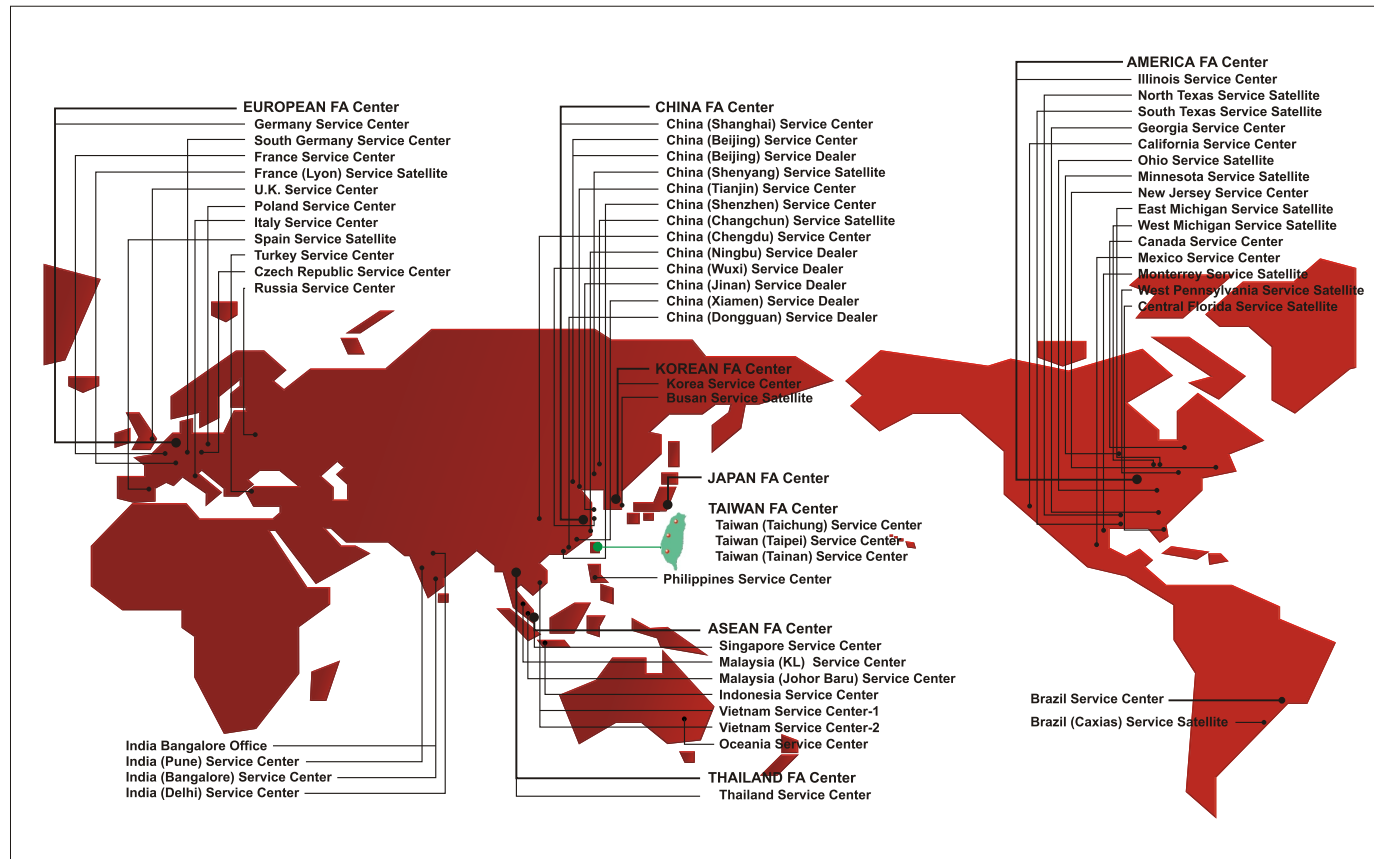 EUROPEAN FA Center
Germany Service Center
South Germany Service Center
France Service Center
France (Lyon) Service Satellite
U.K. Service Center
Poland Service Center
Italy Service Center
Spain Service Satellite
Turkey Service Center
Czech Republic Service Center
Russia Service Center
CHINA FA Center
China (Shanghai) Service Center
China (Beijing) Service Center
China (Beijing) Service Dealer
China (Shenyang) Service Satellite
China (Tianjin) Service Center
China (Shenzhen) Service Center
China (Changchun) Service Satellite
China (Chengdu) Service Center
China (Ningbu) Service Dealer
China (Wuxi) Service Dealer
China (Jinan) Service Dealer
China (Xiamen) Service Dealer
China (Dongguan) Service Dealer
KOREAN FA Center
Korea Service Center
Busan Service Satellite
JAPAN FA Center
TAIWAN FA Center
Taiwan (Taichung) Service Center
Taiwan (Taipei) Service Center
Taiwan (Tainan) Service Center
Philippines Service Center
ASEAN FA Center
Singapore Service Center
Malaysia (KL) Service Center
Malaysia (Johor Baru) Service Center
Indonesia Service Center
Vietnam Service Center-1
Vietnam Service Center-2
Oceania Service Center
THAILAND FA Center
Thailand Service Center
India Bangalore Office
India (Pune) Service Center
India (Bangalore) Service Center
India (Delhi) Service Center
AMERICA FA Center
Illinois Service Center
North Texas Service Satellite
South Texas Service Satellite
Georgia Service Center
California Service Center
Ohio Service Satellite
Minnesota Service Satellite
New Jersey Service Center
East Michigan Service Satellite
West Michigan Service Satellite
Canada Service Center
Mexico Service Center
Monterrey Service Satellite
West Pennsylvania Service Satellite
Central Florida Service Satellite
Brazil Service Center
Brazil (Caxias) Service Satellite